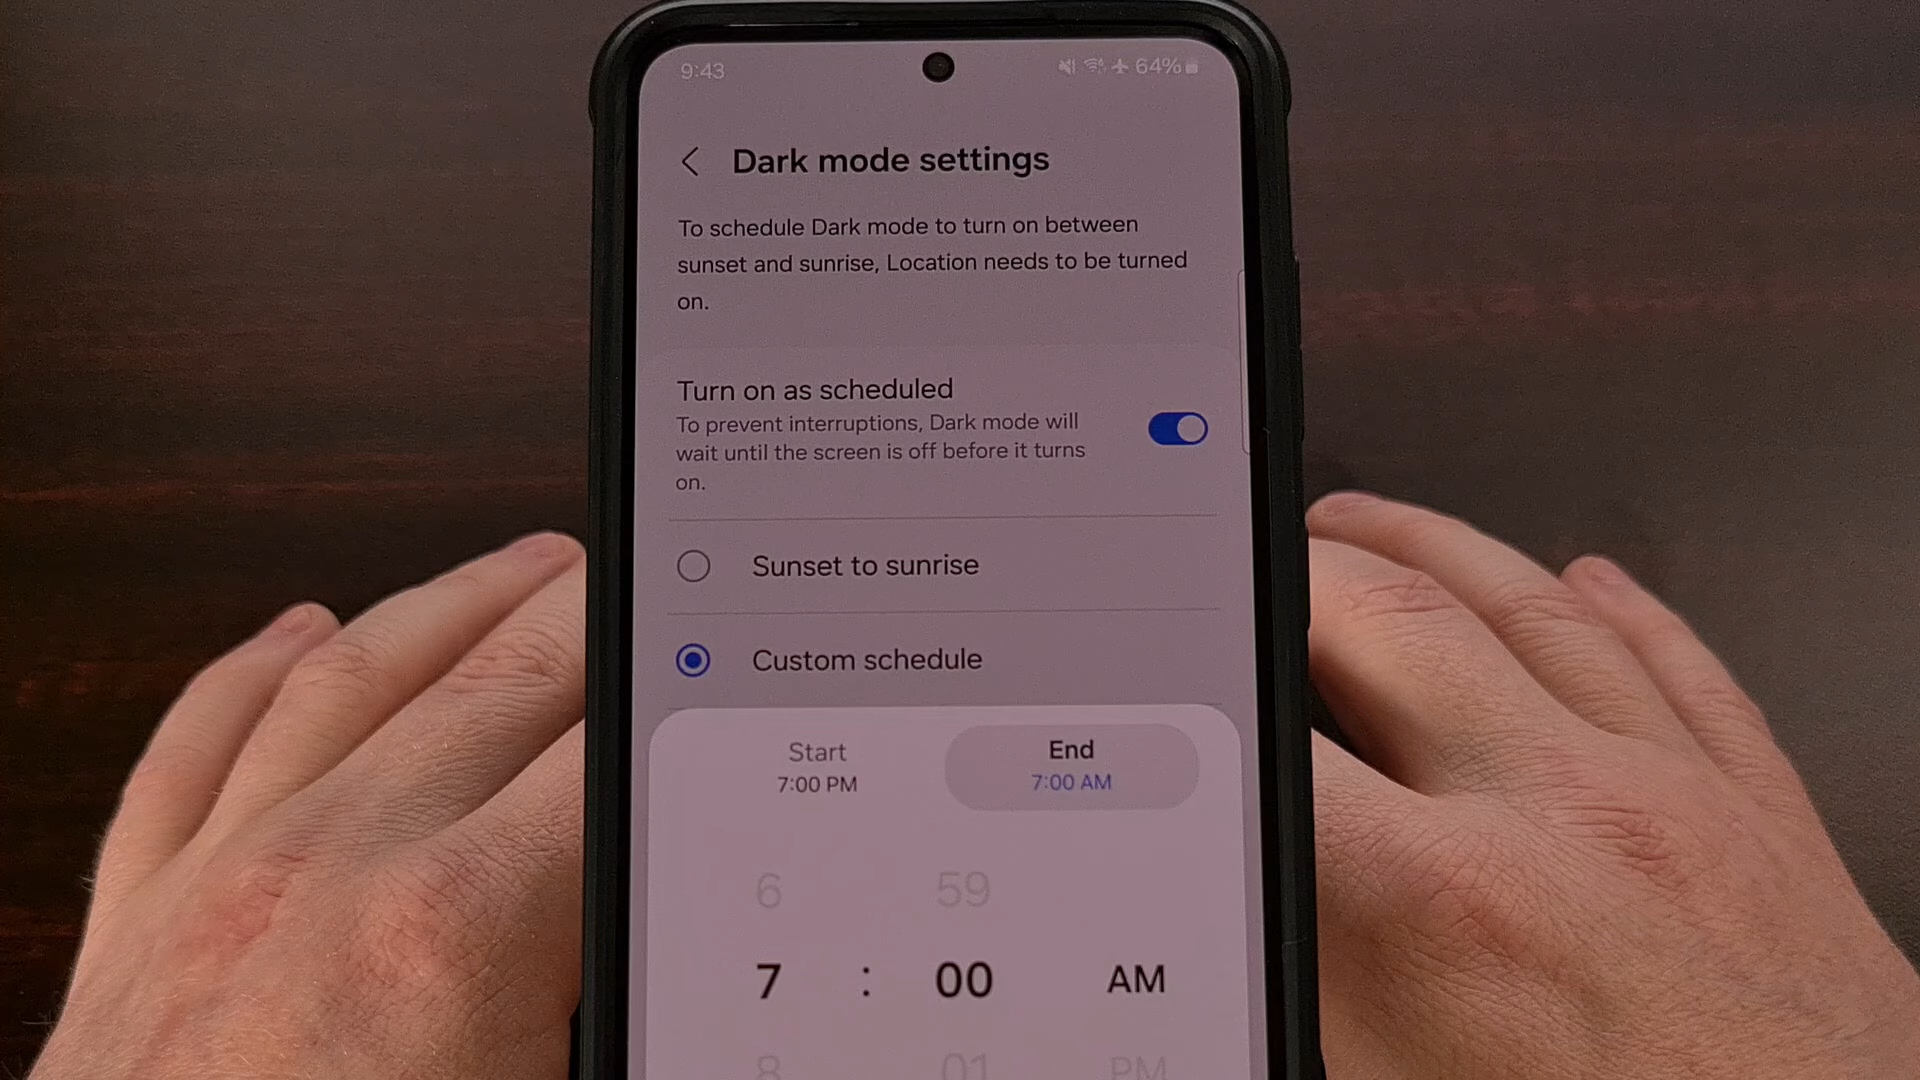 9:43 64%
Dark mode settings
To schedule Dark mode to turn on between
sunset and sunrise, Location needs to be turned
on.
Turn on as scheduled
To prevent interruptions, Dark mode will
wait until the screen is off before it turns
on.
Sunset to sunrise
Custom schedule
Start End
7:00 PM 7:00 AM
6 59
7 : 00 AM
8 01 PM